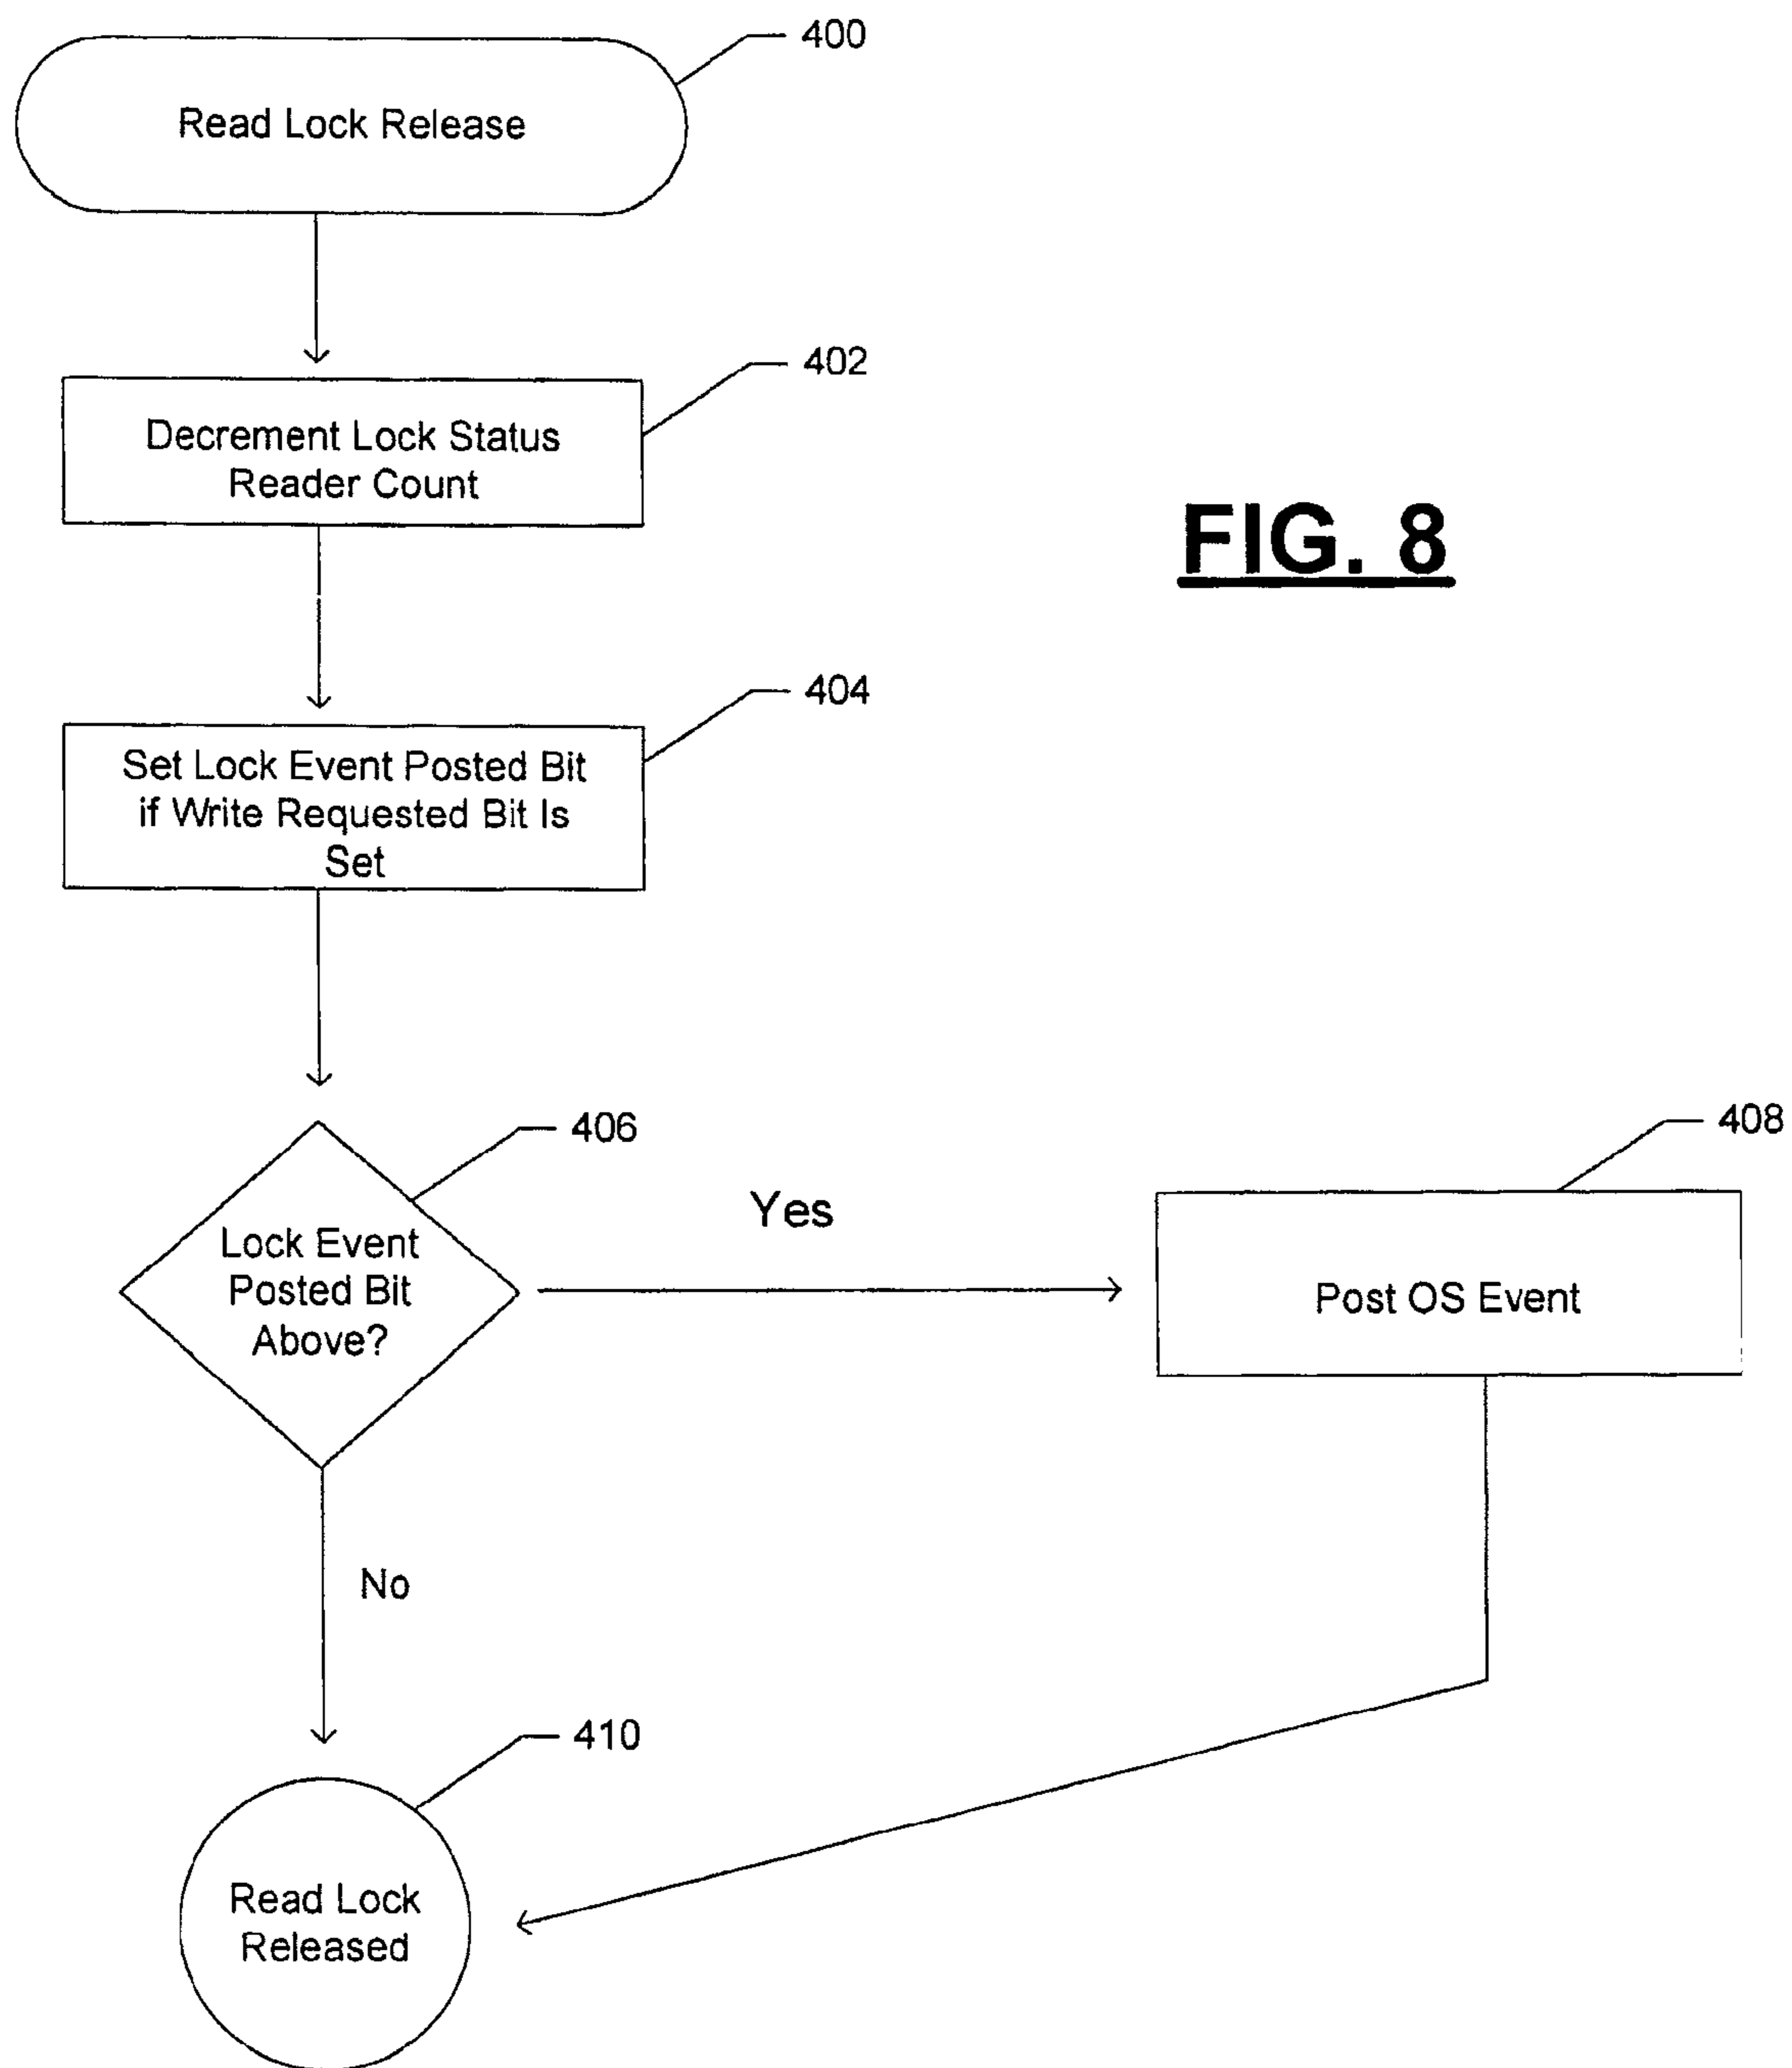 400
Read Lock Release
402
Decrement Lock Status
Reader Count
FIG. 8
404
Set Lock Event Posted Bit
if Write Requested Bit Is
Set
406
Lock Event
Posted Bit
Above?
Yes
408
Post OS Event
No
410
Read Lock
Released